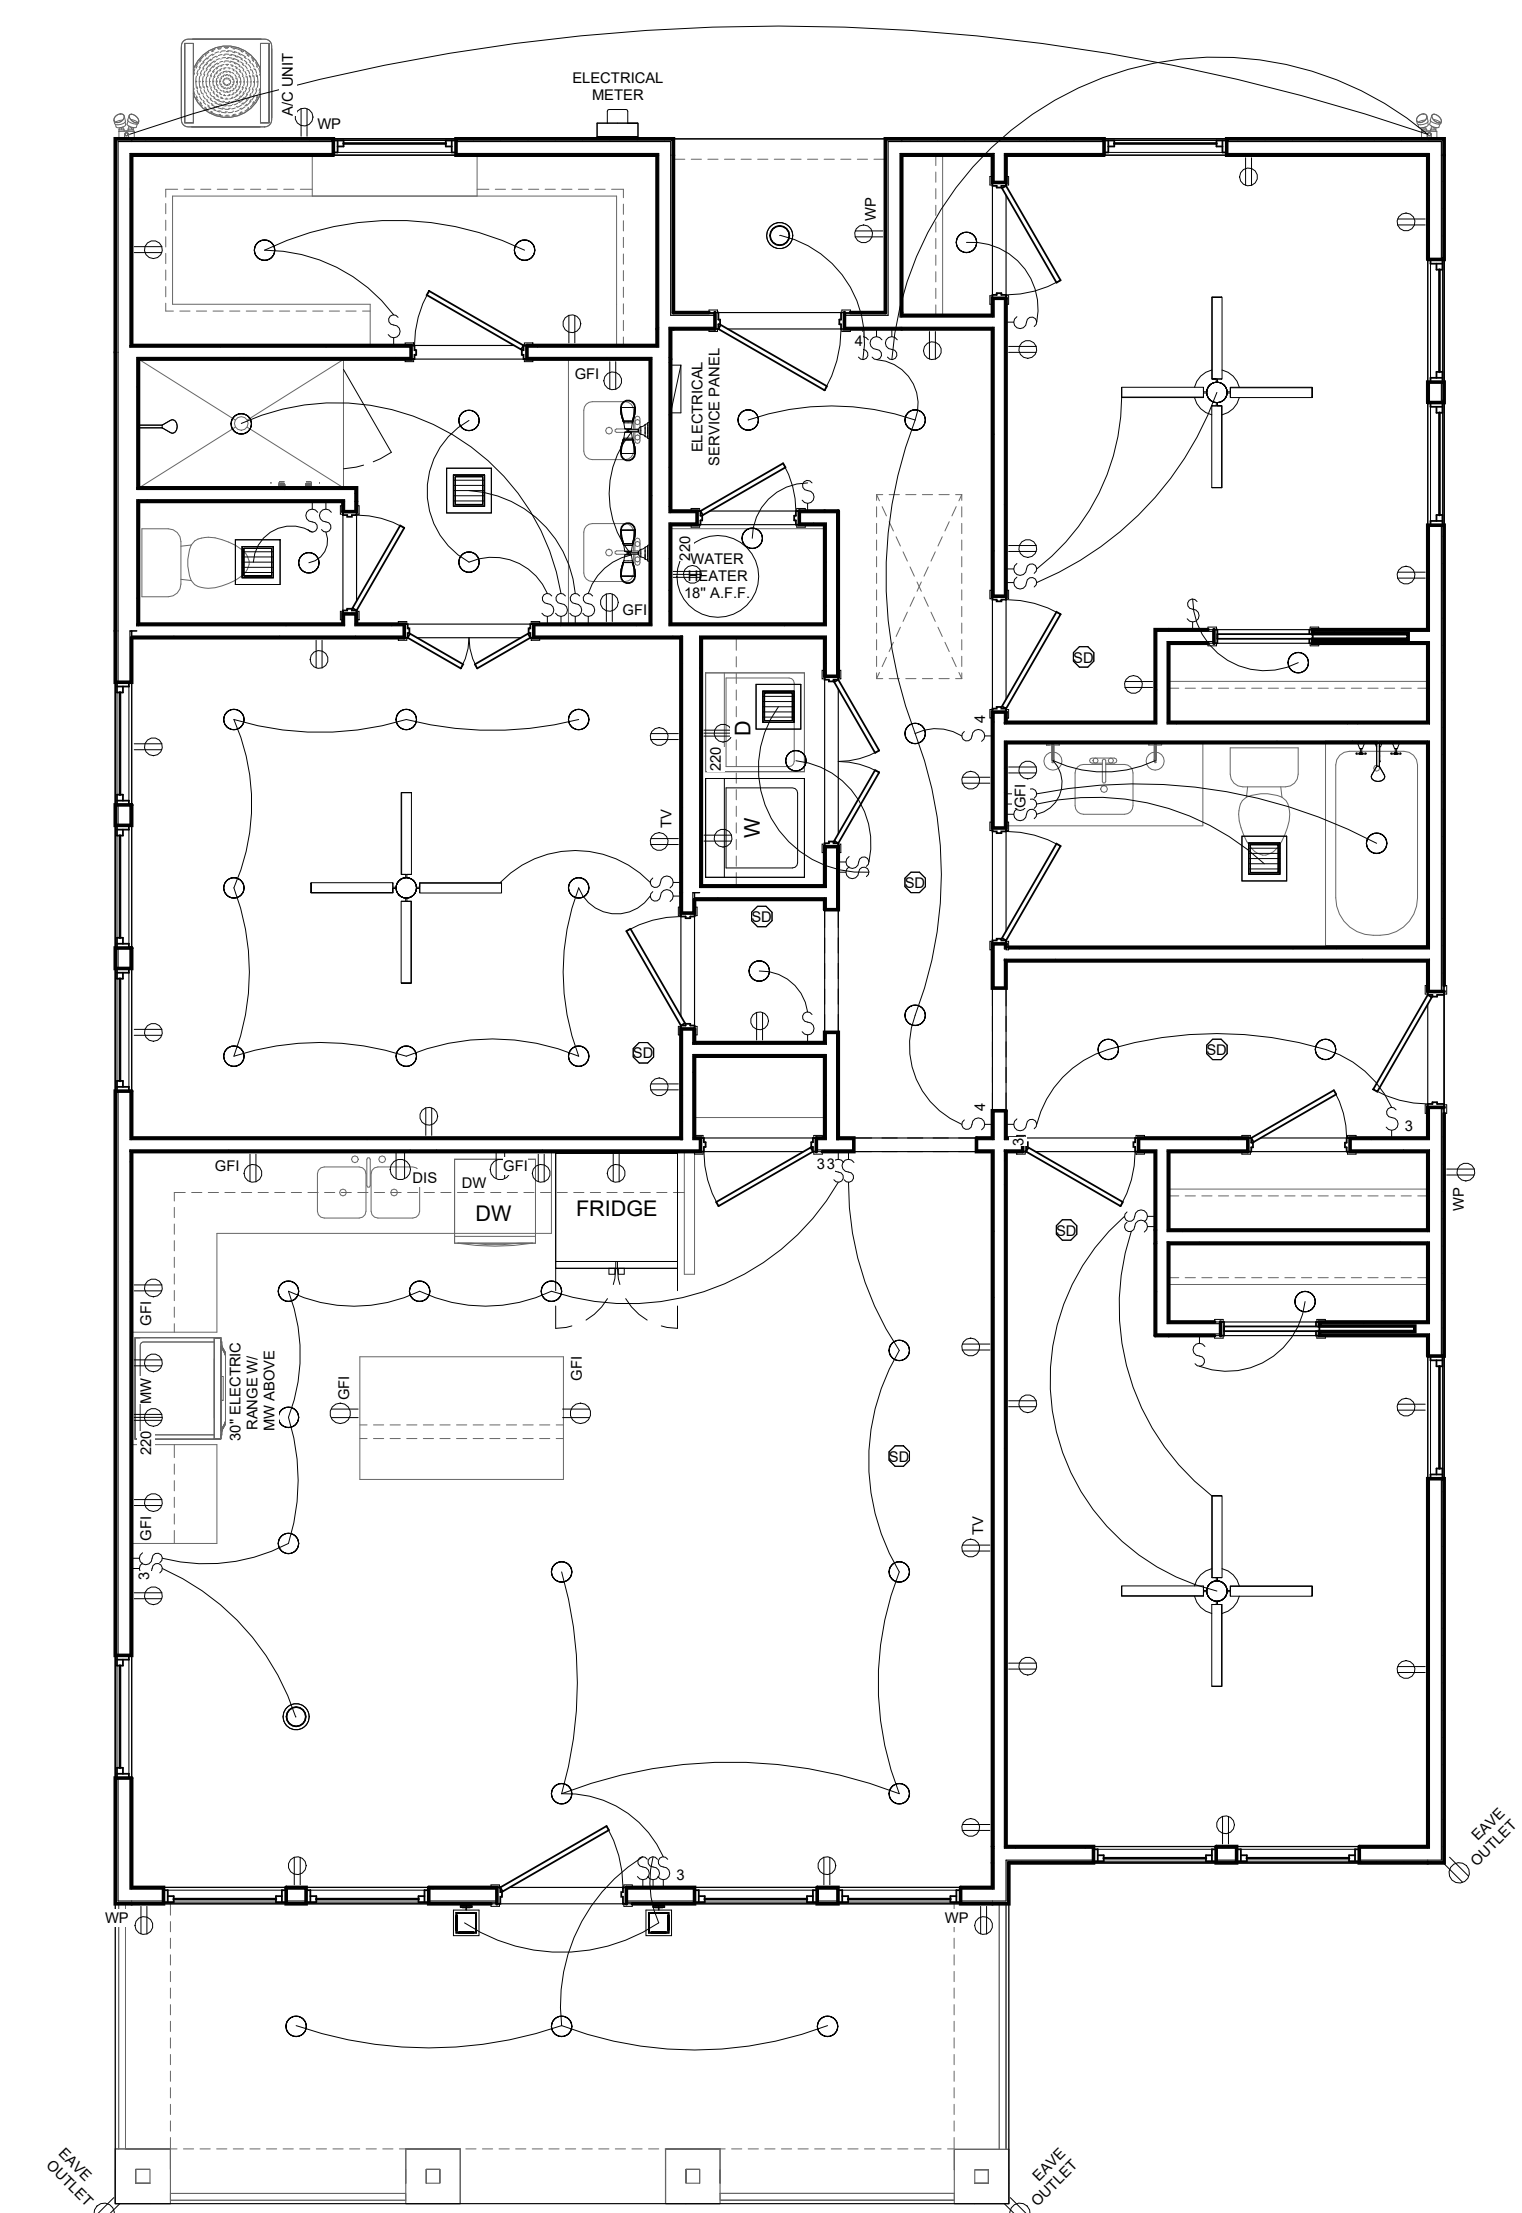 ELECTRICAL
METER
A/C UNIT
WP
WP
4
GFI
ELECTRICAL
SERVICE PANEL
220
WATER
HEATER
18" A.F.F.
GFI
SD
D
220
4
TV
W
GFI
SD
SD
SD
SD
4
3
3
GFI
DIS
DW
GFI
DW
FRIDGE
33
SD
WP
GFI
MW
220
30" ELECTRIC
RANGE W/
MW ABOVE
GFI
GFI
SD
GFI
TV
3
3
WP
WP
EAVE
OUTLET
EAVE
OUTLET
EAVE
OUTLET